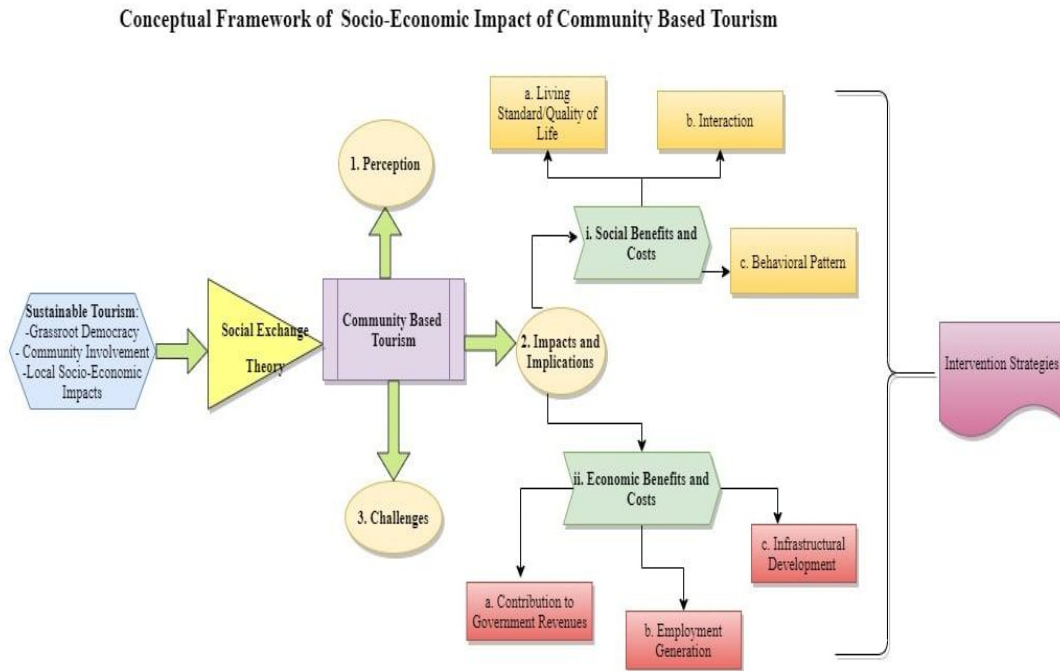 Conceptual Framework of Socio-Economic Impact of Community Based Tourism
a. Living
Standard/Quality of
Life
b. Interaction
1. Perception
i. Social Benefits and
Costs
c. Behavioral Pattern
Sustainable Tourism:
-Grassroot Democracy
- Community Involvement
-Local Socio-Economic
Impacts
Social Exchange
Theory
Community Based
Tourism
2. Impacts and
Implications
Intervention Strategies
ii. Economic Benefits and
Costs
3. Challenges
c. Infrastructural
Development
a. Contribution to
Government Revenues
b. Employment
Generation